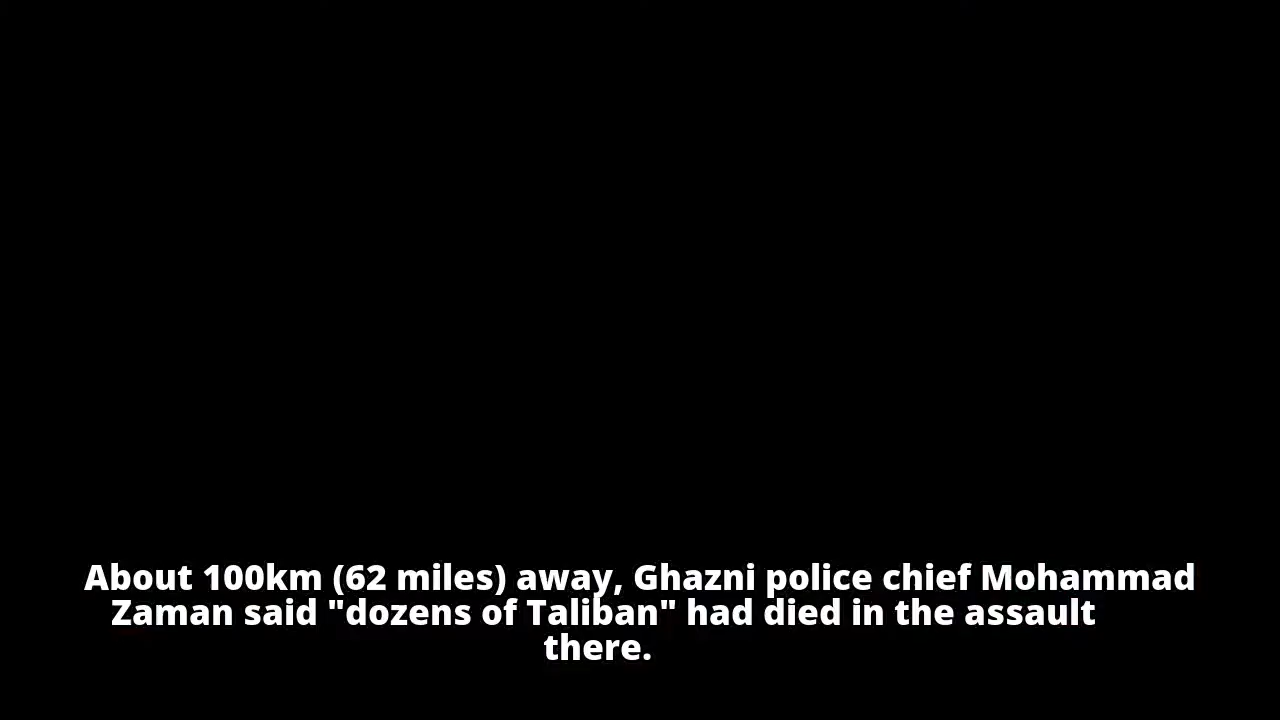 About 100km (62 miles) away, Ghazni police chief Mohammad
Zaman said "dozens of Taliban" had died in the assault
there.